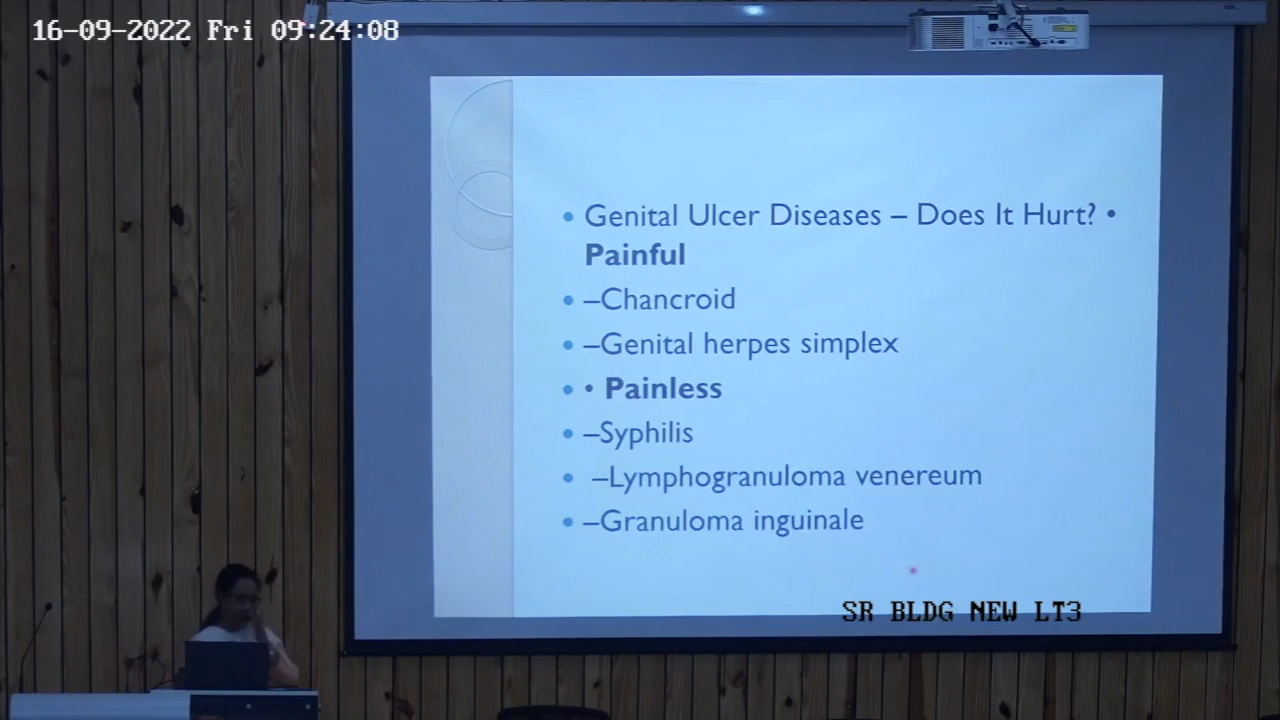 16-09-2022 Fri 09:24:08
• Genital Ulcer Diseases – Does It Hurt? •
Painful
• –Chancroid
• –Genital herpes simplex
• • Painless
• –Syphilis
• –Lymphogranuloma venereum
• –Granuloma inguinale
SR BLDG NEW LT3